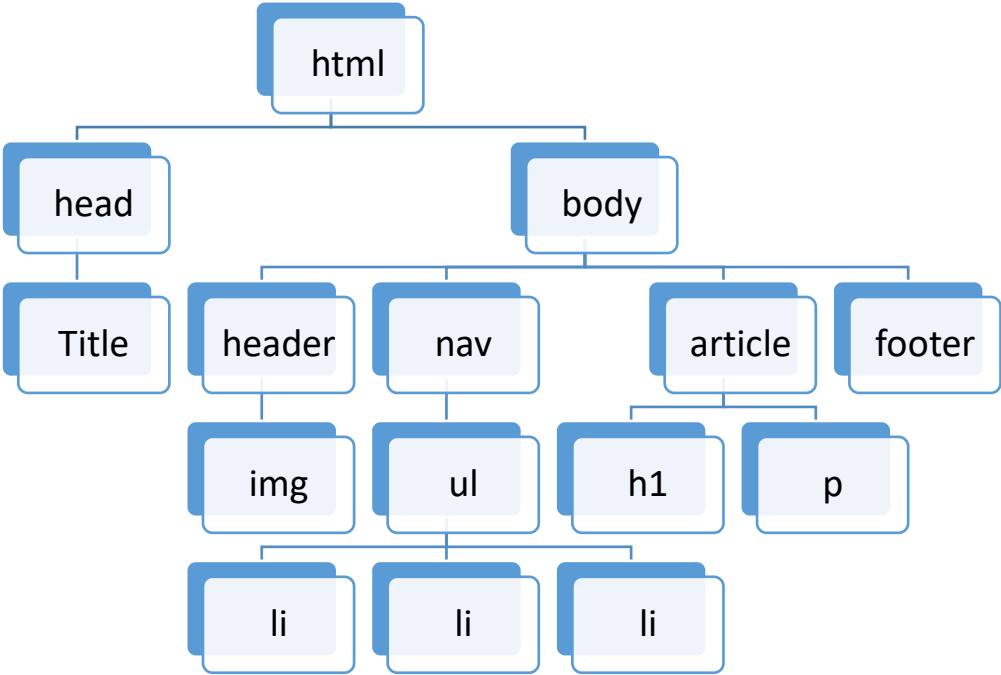 html
head
body
Title
header
nav
article
footer
img
ul
h1
p
li
li
li